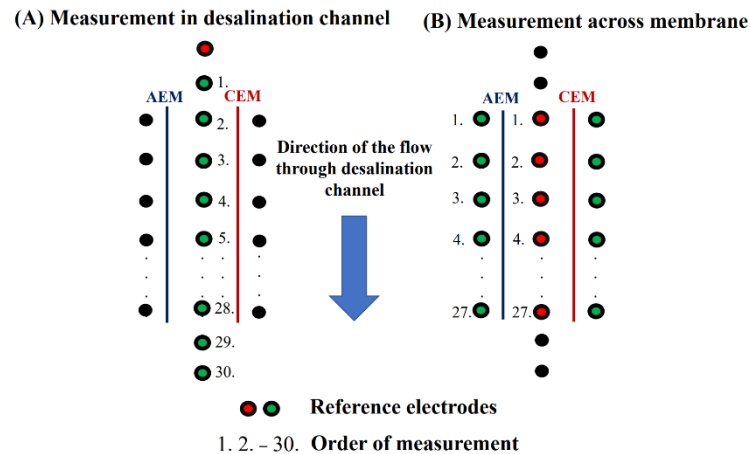 (A) Measurement in desalination channel
(B) Measurement across membrane
1.
AEM
CEM
2.
3.
4.
5.
28.
29.
30.
Direction of the flow
through desalination
channel
AEM
CEM
1. 1.
2. 2.
3. 3.
4. 4.
27. 27.
Reference electrodes
1. 2. – 30. Order of measurement